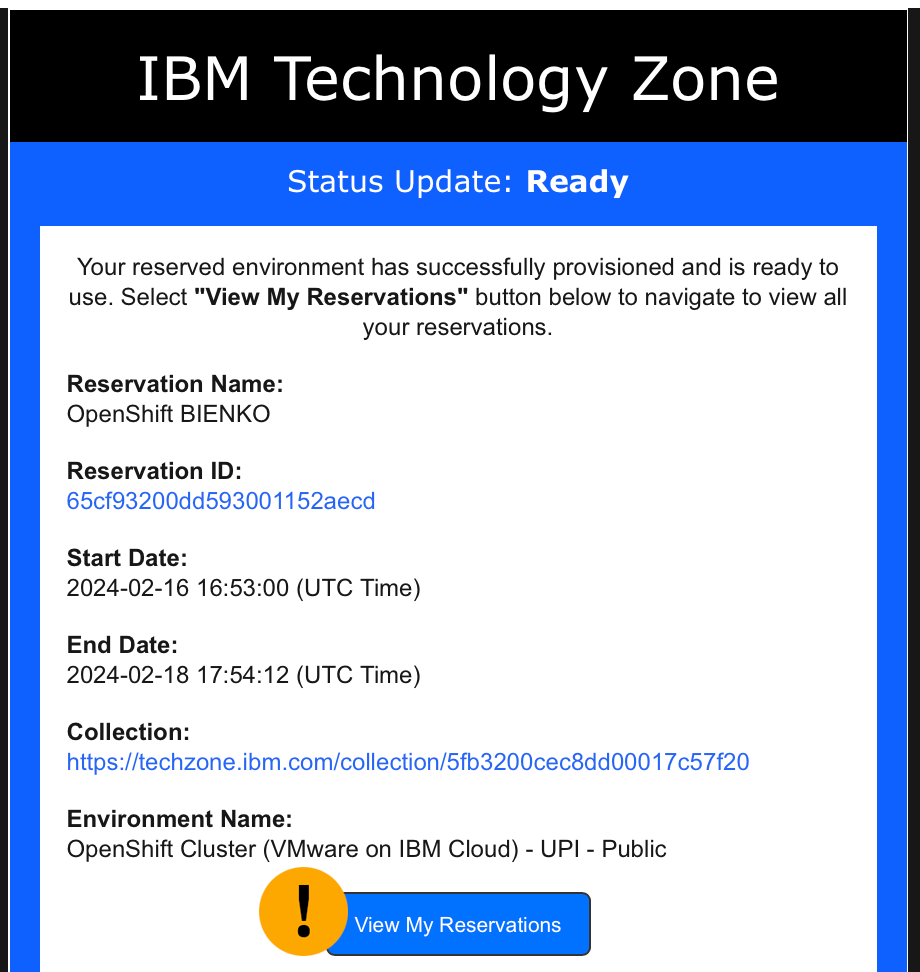 IBM Technology Zone
Status Update: Ready
Your reserved environment has successfully provisioned and is ready to
use. Select "View My Reservations" button below to navigate to view all
your reservations.
Reservation Name:
OpenShift BIENKO
Reservation ID:
65cf93200dd593001152aecd
Start Date:
2024-02-16 16:53:00 (UTC Time)
End Date:
2024-02-18 17:54:12 (UTC Time)
Collection:
https://techzone.ibm.com/collection/5fb3200cec8dd00017c57f20
Environment Name:
OpenShift Cluster (VMware on IBM Cloud) - UPI - Public
!
View My Reservations